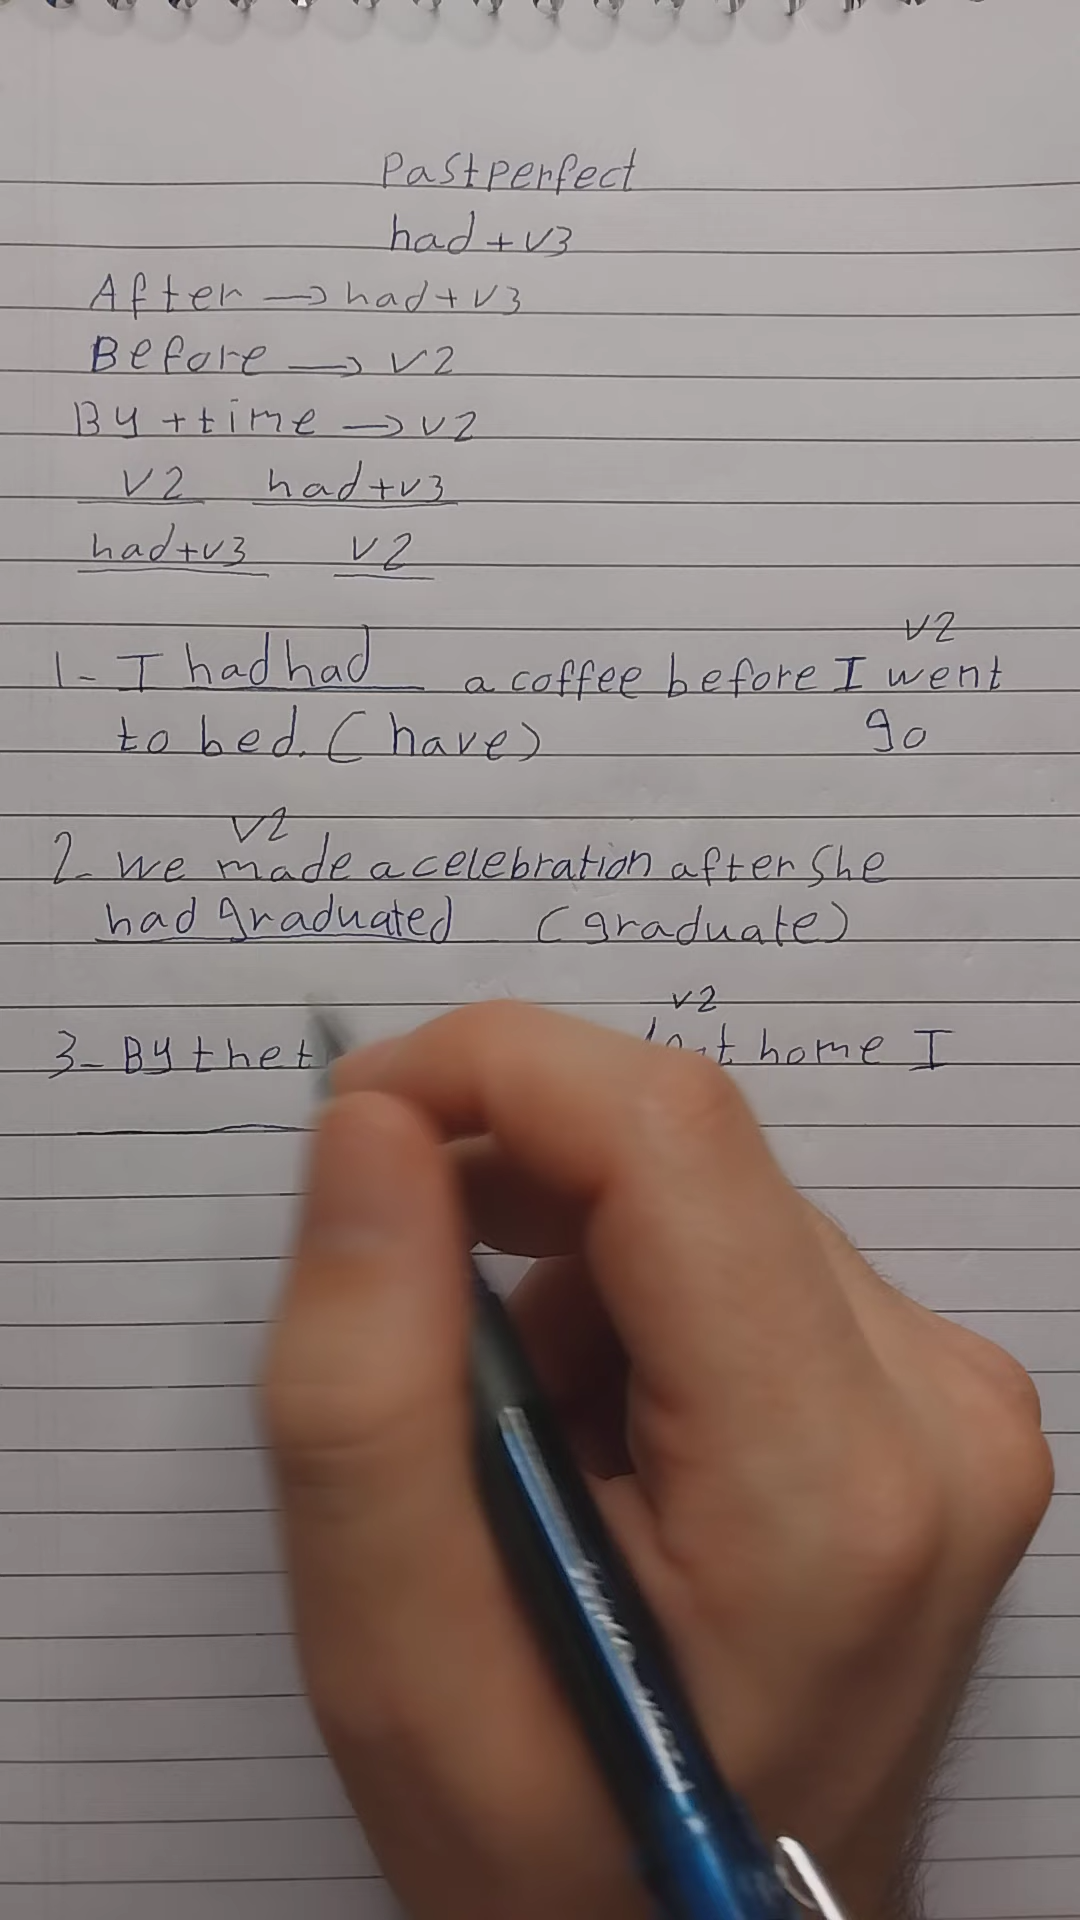 Past perfect
had + v3
After → had + v3
Before → v2
By + time → v2
v2 had+v3
had+v3 v2
v2
1- I had had a coffee before I went
to bed. (have) go
v2
2- we made a celebration after she
had graduated (graduate)
v2
3- By the home I